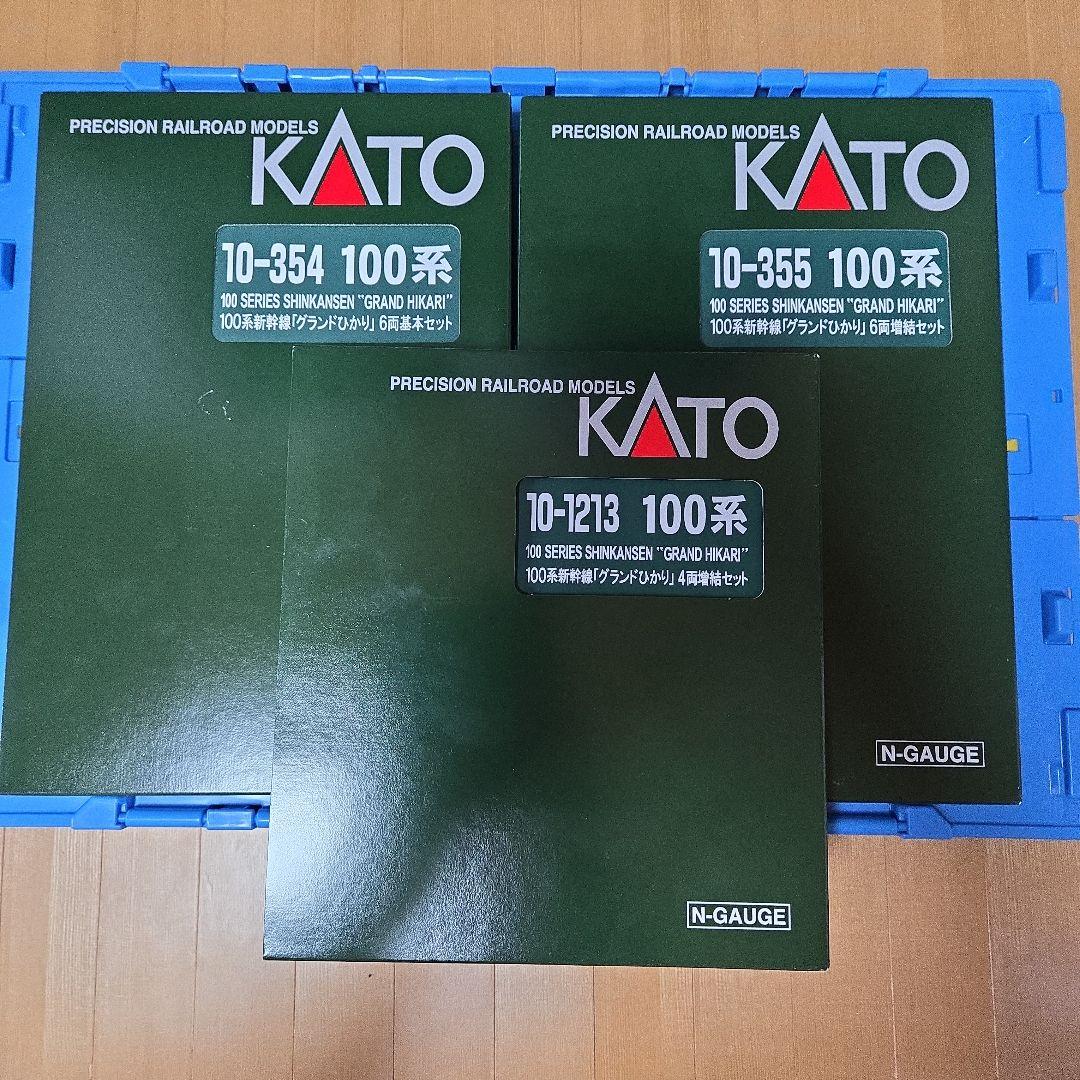 PRECISION RAILROAD MODELS
KATO
10-354 100系
100 SERIES SHINKANSEN "GRAND HIKARI"
100系新幹線「グランドひかり」6両基本セット
PRECISION RAILROAD MODELS
KATO
10-355 100系
100 SERIES SHINKANSEN "GRAND HIKARI"
100系新幹線「グランドひかり」6両増結セット
N-GAUGE
PRECISION RAILROAD MODELS
KATO
10-1213 100系
100 SERIES SHINKANSEN "GRAND HIKARI"
100系新幹線「グランドひかり」4両増結セット
N-GAUGE